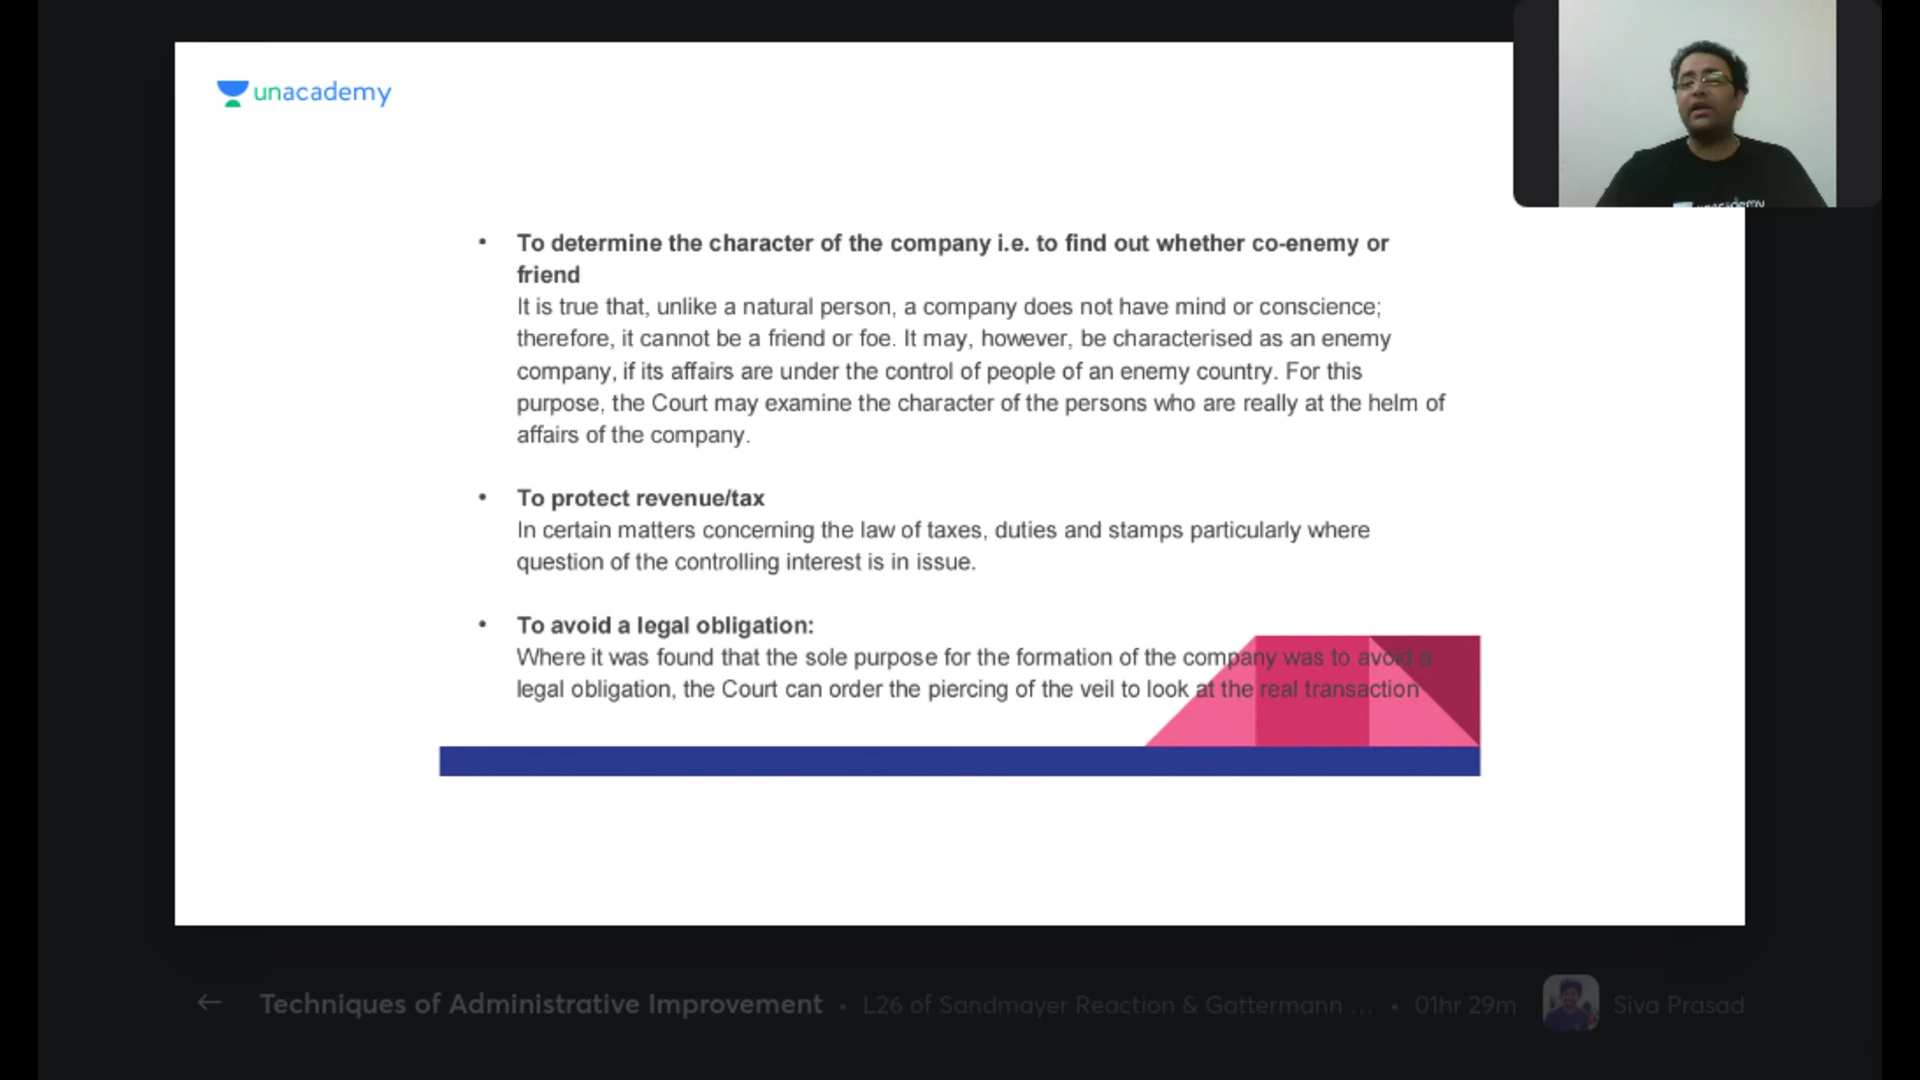 unacademy
unacademy
• To determine the character of the company i.e. to find out whether co-enemy or
friend
It is true that, unlike a natural person, a company does not have mind or conscience;
therefore, it cannot be a friend or foe. It may, however, be characterised as an enemy
company, if its affairs are under the control of people of an enemy country. For this
purpose, the Court may examine the character of the persons who are really at the helm of
affairs of the company.
• To protect revenue/tax
In certain matters concerning the law of taxes, duties and stamps particularly where
question of the controlling interest is in issue.
• To avoid a legal obligation:
Where it was found that the sole purpose for the formation of the company was to avoid a
legal obligation, the Court can order the piercing of the veil to look at the real transaction
← Techniques of Administrative Improvement • L26 of Sandmayer Reaction & Gattermann ... • 01hr 29m Siva Prasad